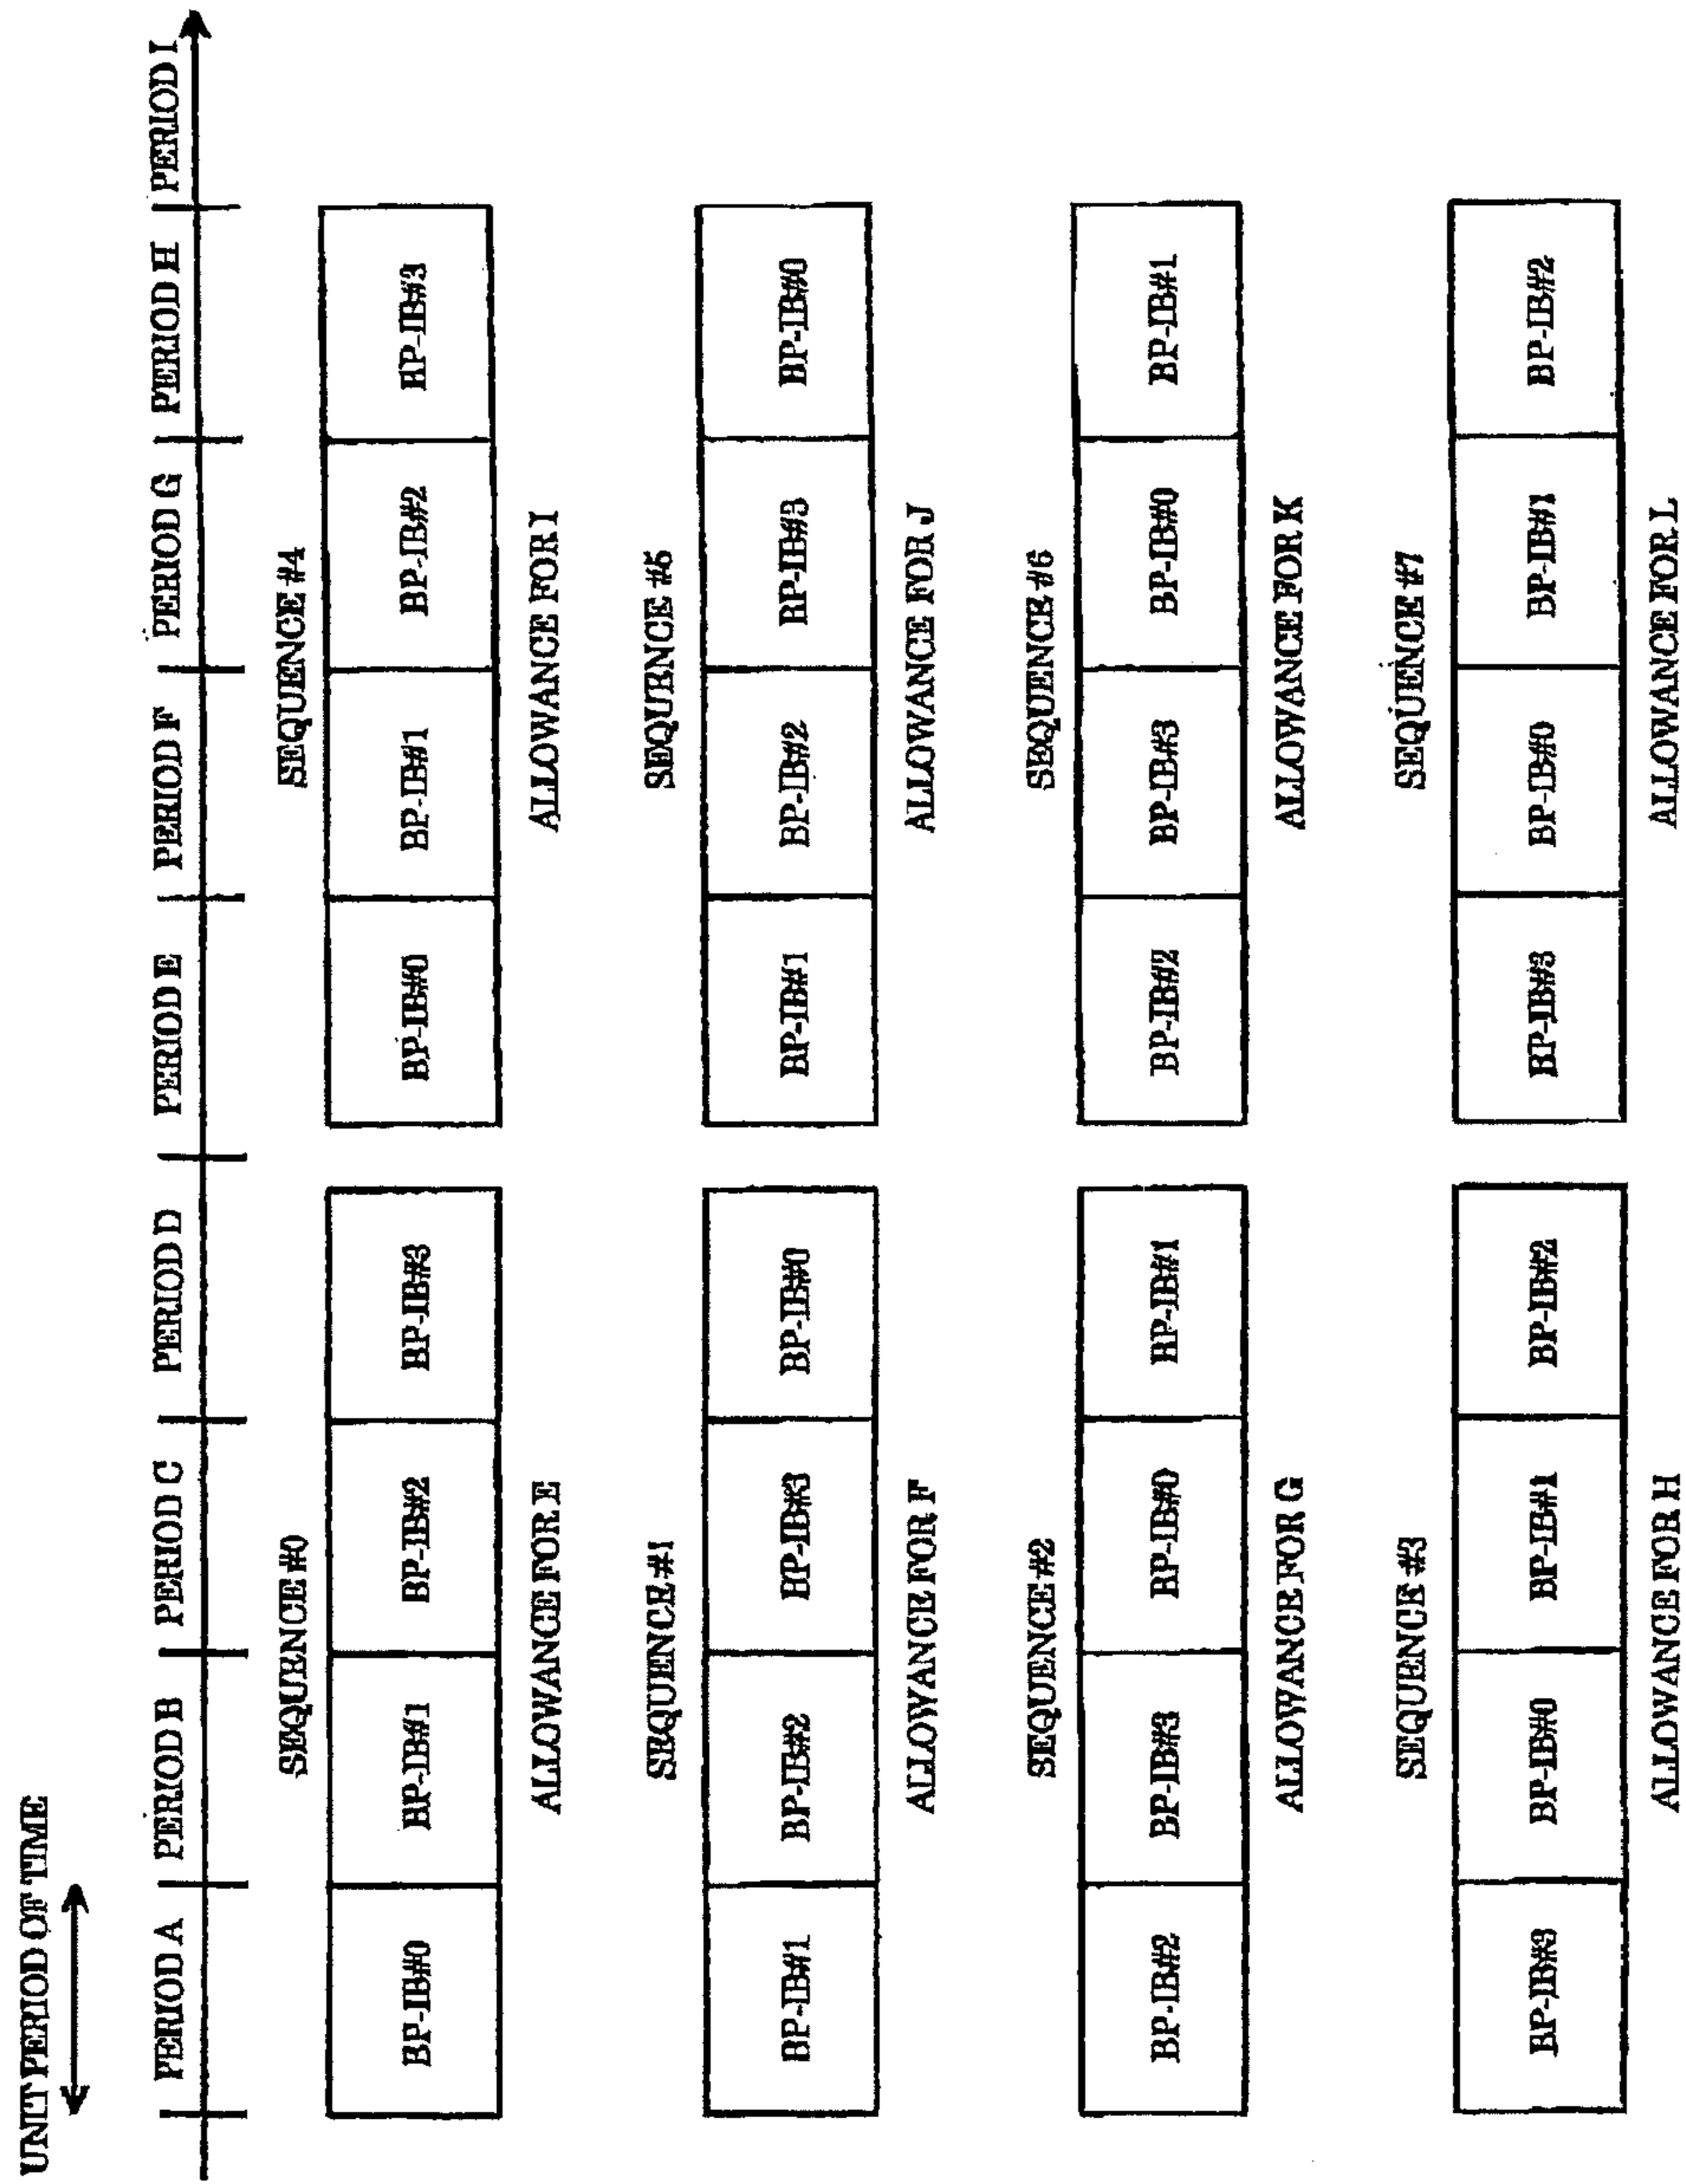 UNIT PERIOD OF TIME
PERIOD A
PERIOD B
PERIOD C
PERIOD D
PERIOD E
PERIOD F
PERIOD G
PERIOD H
PERIOD I
SEQUENCE #0
SEQUENCE #4
BP-IB#0
BP-IB#1
BP-IB#2
BP-IB#3
BP-IB#0
BP-IB#1
BP-IB#2
BP-IB#3
ALLOWANCE FOR E
ALLOWANCE FOR I
SEQUENCE #1
SEQUENCE #5
BP-IB#1
BP-IB#2
BP-IB#3
BP-IB#0
BP-IB#1
BP-IB#2
BP-IB#3
BP-IB#0
ALLOWANCE FOR F
ALLOWANCE FOR J
SEQUENCE #2
SEQUENCE #6
BP-IB#2
BP-IB#3
BP-IB#0
BP-IB#1
BP-IB#2
BP-IB#3
BP-IB#0
BP-IB#1
ALLOWANCE FOR G
ALLOWANCE FOR K
SEQUENCE #3
SEQUENCE #7
BP-IB#3
BP-IB#0
BP-IB#1
BP-IB#2
BP-IB#3
BP-IB#0
BP-IB#1
BP-IB#2
ALLOWANCE FOR H
ALLOWANCE FOR L